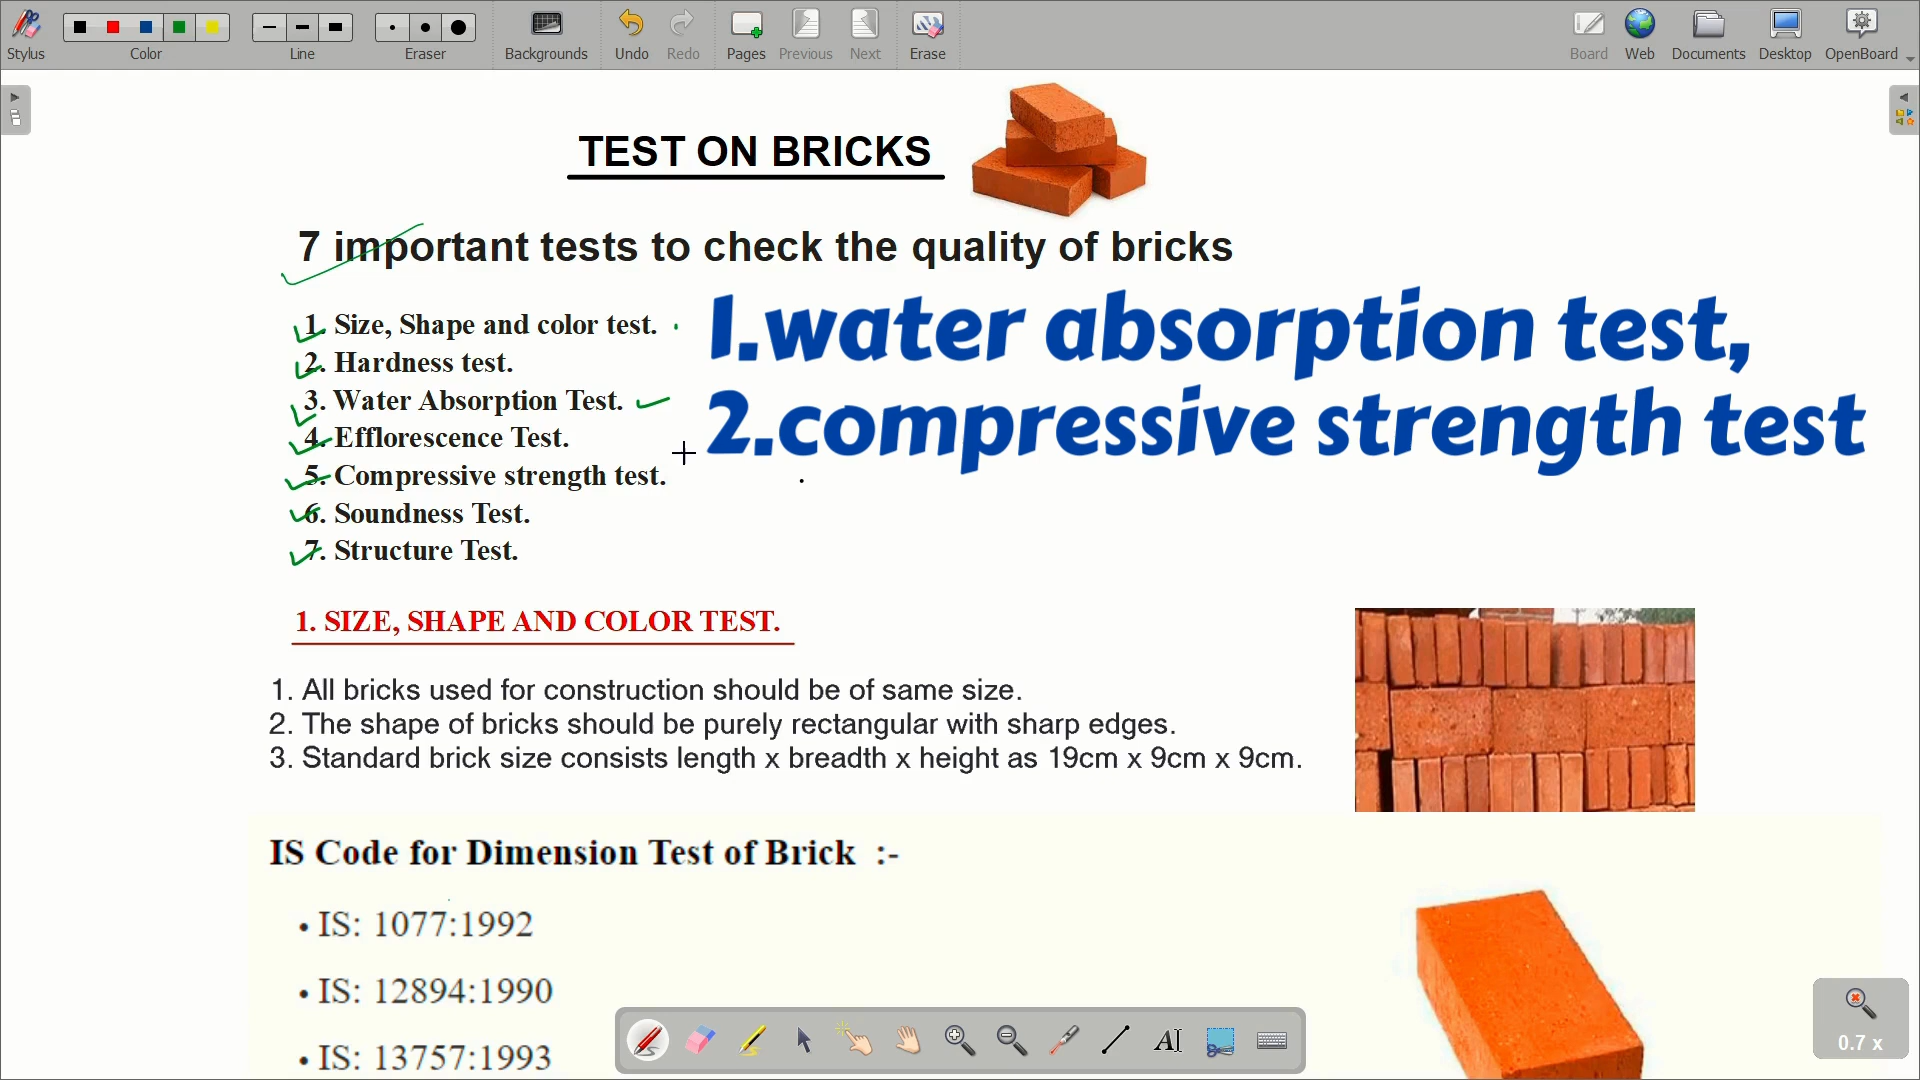 Stylus Color Line Eraser Backgrounds Undo Redo Pages Previous Next Erase Board Web Documents Desktop OpenBoard
TEST ON BRICKS
7 important tests to check the quality of bricks
1. Size, Shape and color test.
2. Hardness test.
3. Water Absorption Test.
4. Efflorescence Test.
5. Compressive strength test.
6. Soundness Test.
7. Structure Test.
1.water absorption test,
2.compressive strength test
1. SIZE, SHAPE AND COLOR TEST.
1. All bricks used for construction should be of same size.
2. The shape of bricks should be purely rectangular with sharp edges.
3. Standard brick size consists length x breadth x height as 19cm x 9cm x 9cm.
IS Code for Dimension Test of Brick :-
• IS: 1077:1992
• IS: 12894:1990
• IS: 13757:1993
AI
0.7 x